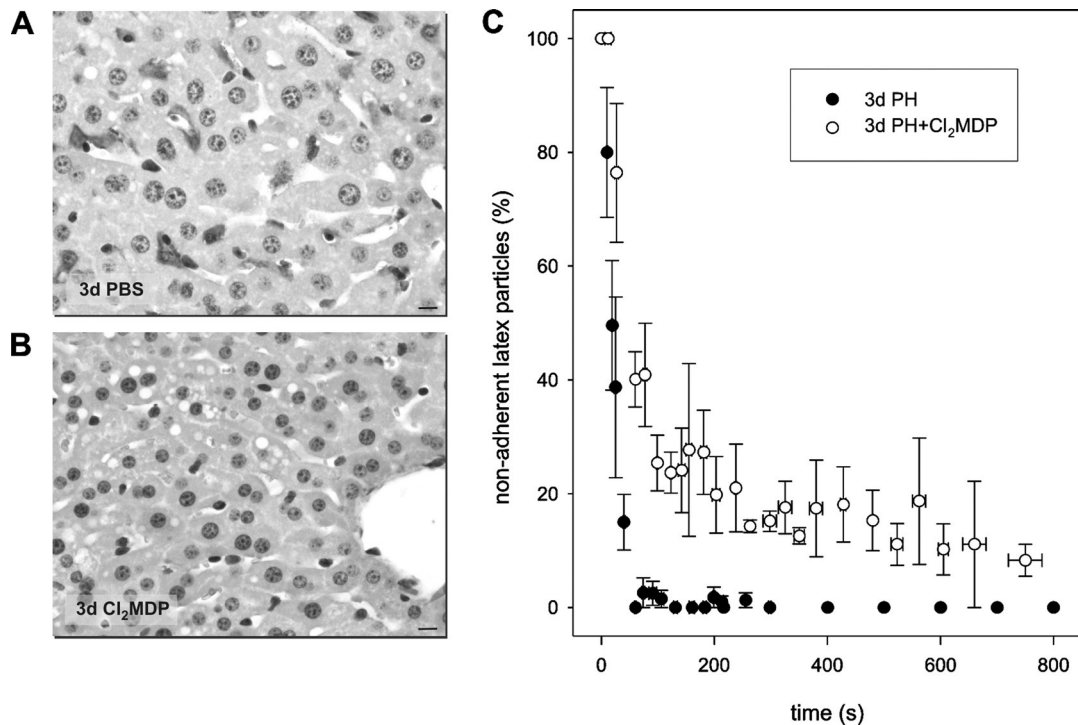 A
3d PBS
B
3d Cl₂MDP
C
3d PH
3d PH+Cl₂MDP
non-adherent latex particles (%)
100
80
60
40
20
0
0 200 400 600 800
time (s)